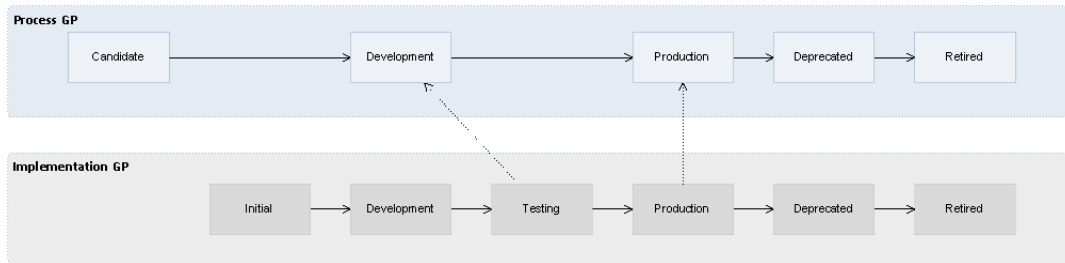 Process GP
Candidate
Development
Production
Deprecated
Retired
Implementation GP
Initial
Development
Testing
Production
Deprecated
Retired